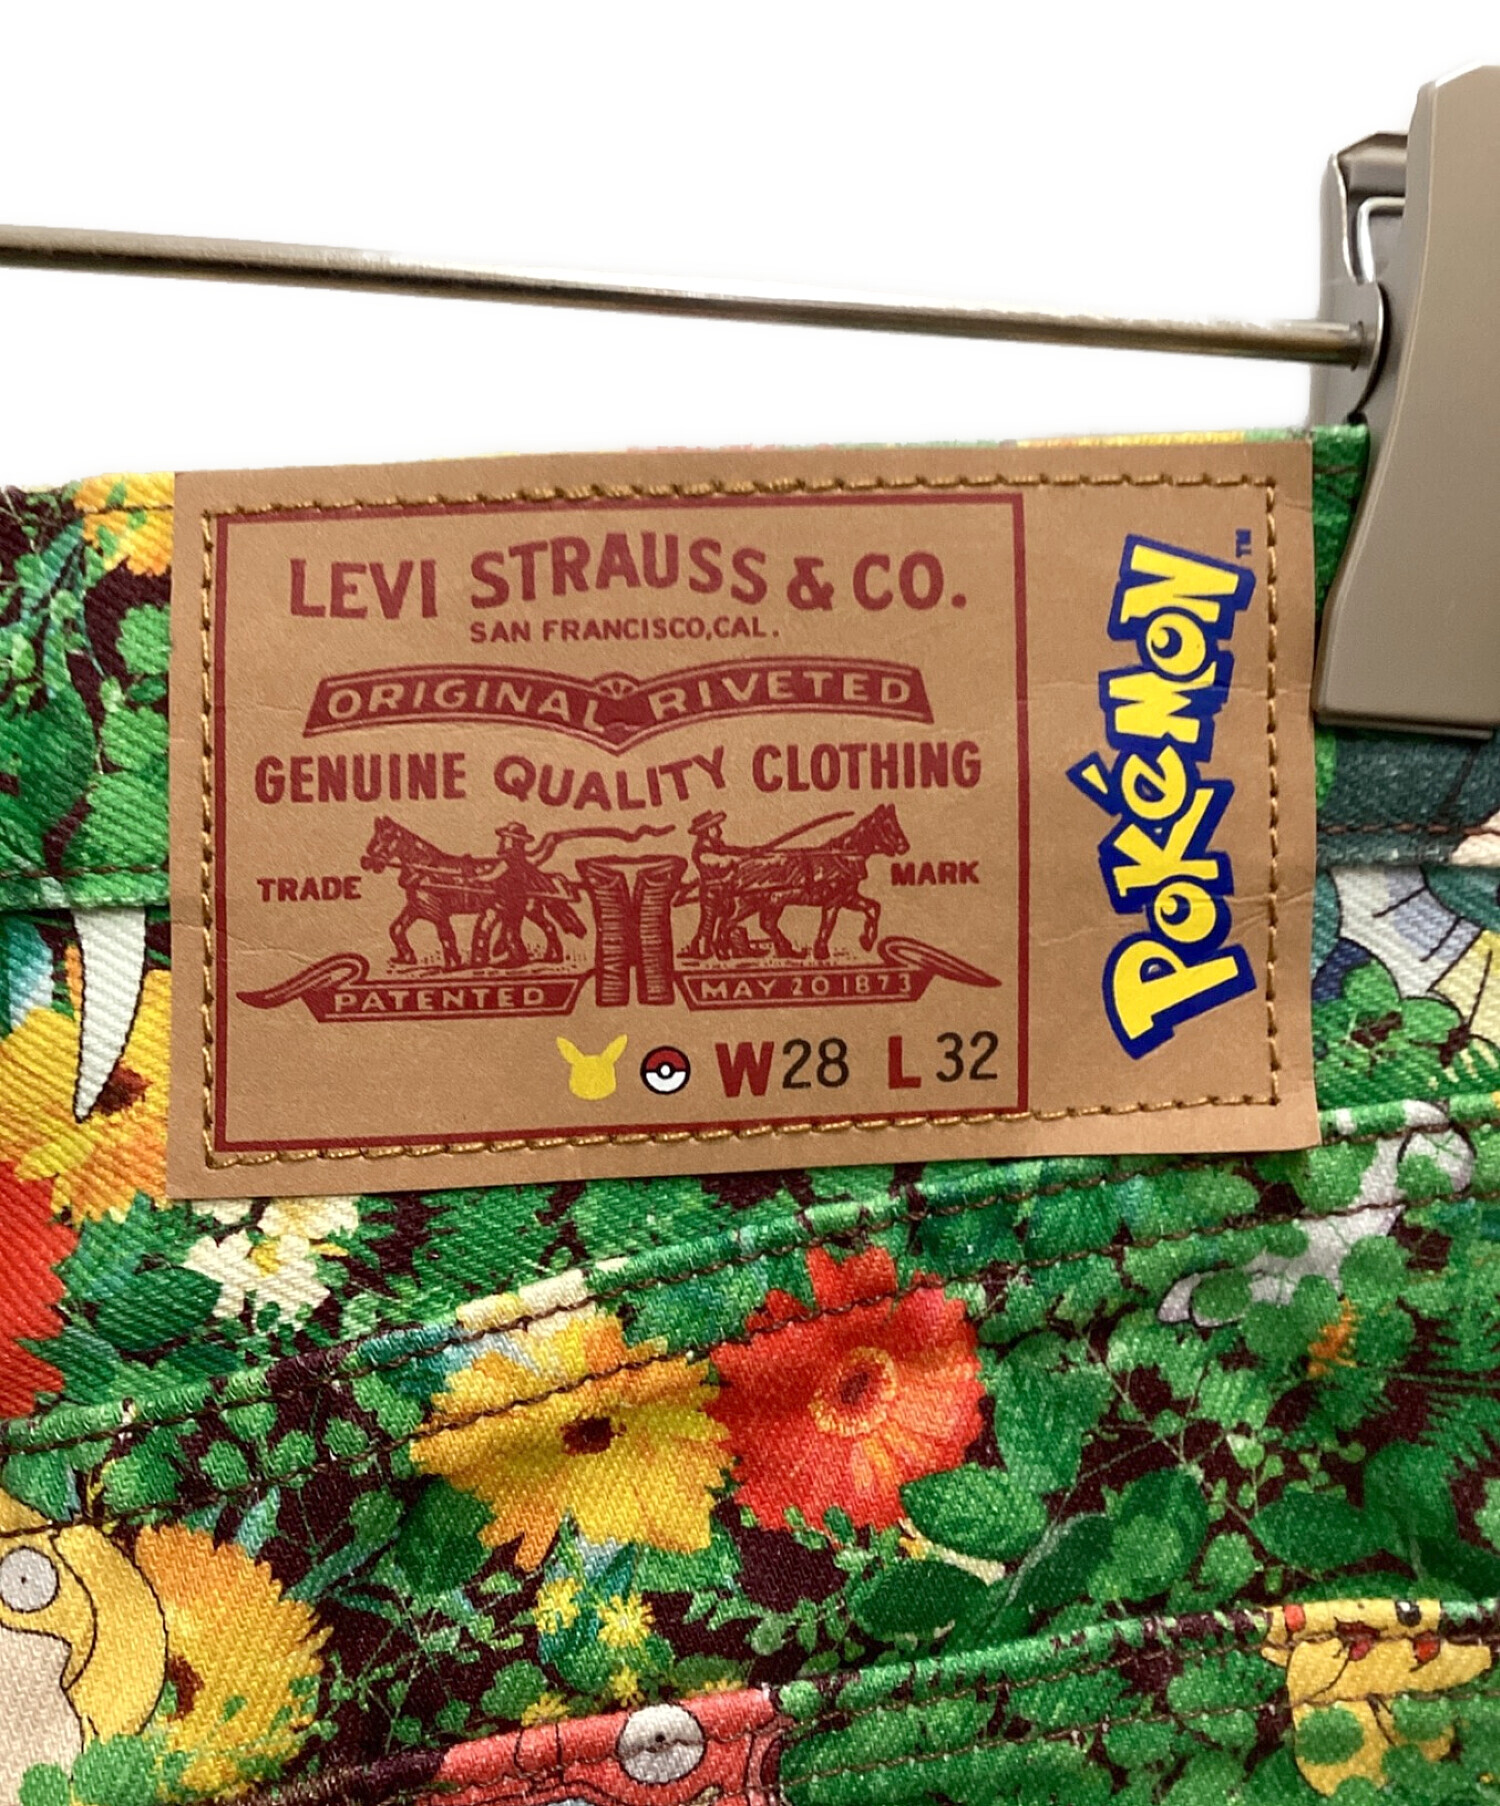 LEVI STRAUSS & CO.
SAN FRANCISCO, CAL.
ORIGINAL RIVETED
GENUINE QUALITY CLOTHING
TRADE MARK
PATENTED MAY 20 1873
W28 L32
POKéMON™